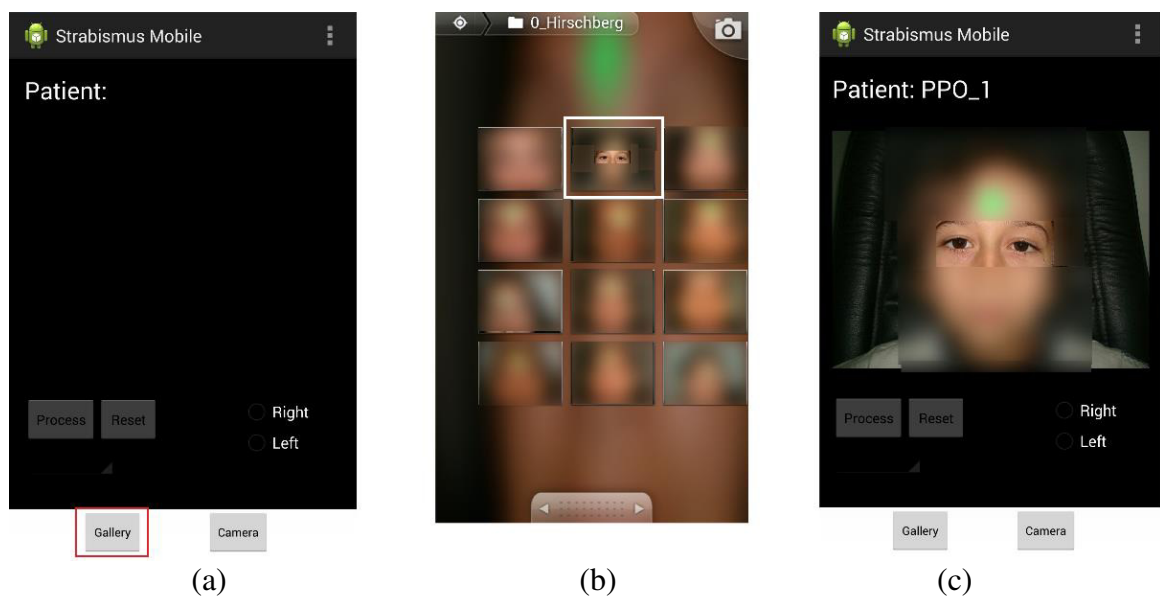 Strabismus Mobile
Patient:
Process Reset
Right
Left
Gallery Camera
(a)
0_Hirschberg
(b)
Strabismus Mobile
Patient: PPO_1
Process Reset
Right
Left
Gallery Camera
(c)